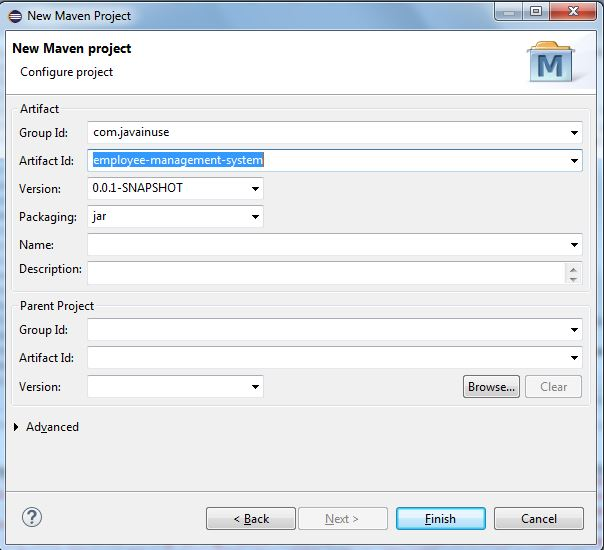 New Maven Project
New Maven project
Configure project
M
Artifact
Group Id: com.javainuse
Artifact Id: employee-management-system
Version: 0.0.1-SNAPSHOT
Packaging: jar
Name:
Description:
Parent Project
Group Id:
Artifact Id:
Version: Browse... Clear
Advanced
? < Back Next > Finish Cancel